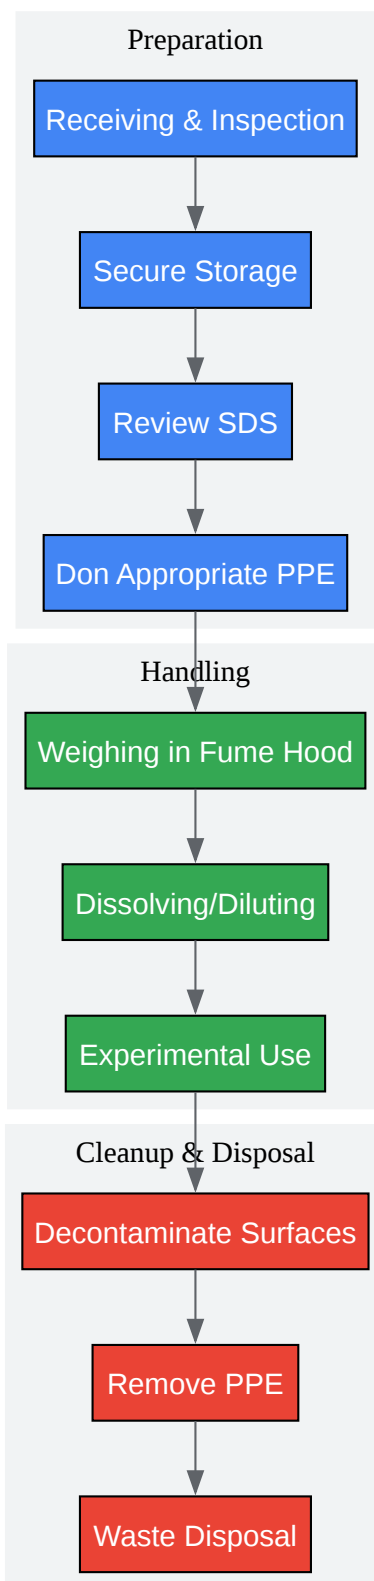 Preparation
Receiving & Inspection
Secure Storage
Review SDS
Don Appropriate PPE
Handling
Weighing in Fume Hood
Dissolving/Diluting
Experimental Use
Cleanup & Disposal
Decontaminate Surfaces
Remove PPE
Waste Disposal